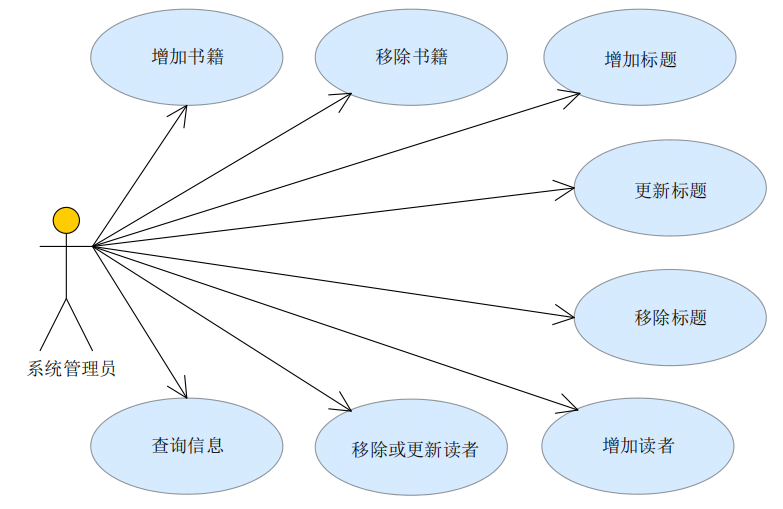 增加书籍
移除书籍
增加标题
更新标题
移除标题
系统管理员
查询信息
移除或更新读者
增加读者